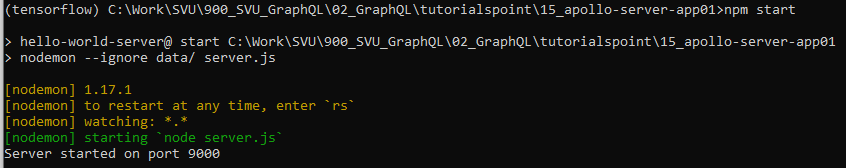 (tensorflow) C:\Work\SVU\900_SVU_GraphQL\02_GraphQL\tutorialspoint\15_apollo-server-app01>npm start
> hello-world-server@ start C:\Work\SVU\900_SVU_GraphQL\02_GraphQL\tutorialspoint\15_apollo-server-app01
> nodemon --ignore data/ server.js
[nodemon] 1.17.1
[nodemon] to restart at any time, enter `rs`
[nodemon] watching: *.*
[nodemon] starting `node server.js`
Server started on port 9000